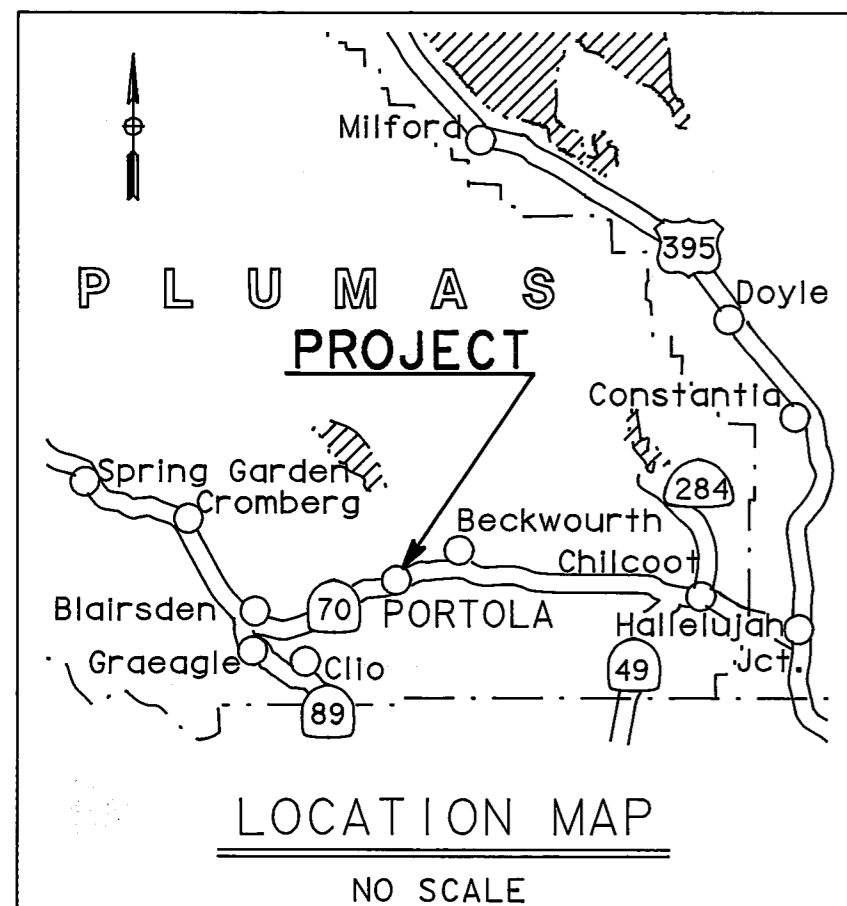 Milford
395
PLUMAS
Doyle
PROJECT
Constantia
Spring Garden
284
Cromberg
Beckwourth
Chilcoot
Blairsden
70
PORTOLA
Hallelujah
Jct.
Graeagle
Clio
49
89
LOCATION MAP
NO SCALE